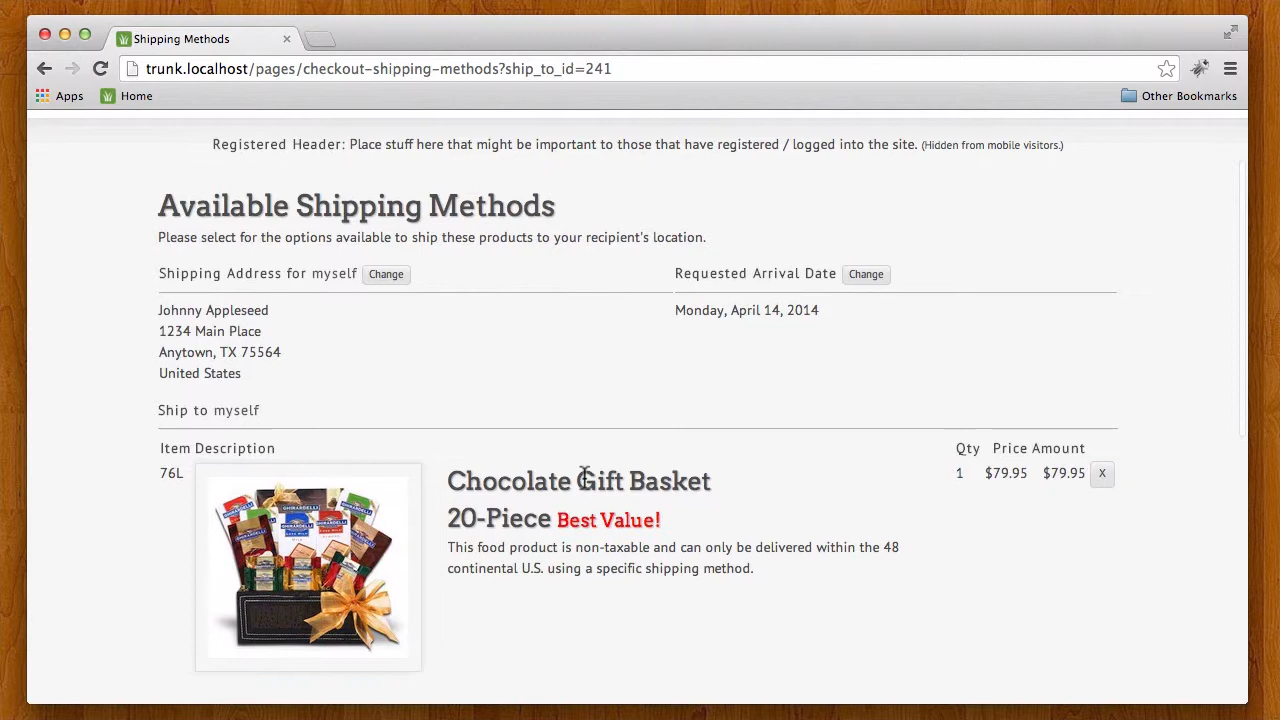 Shipping Methods
trunk.localhost/pages/checkout-shipping-methods?ship_to_id=241
Apps Home Other Bookmarks
Registered Header: Place stuff here that might be important to those that have registered / logged into the site. (Hidden from mobile visitors.)
Available Shipping Methods
Please select for the options available to ship these products to your recipient's location.
Shipping Address for myself Change Requested Arrival Date Change
Johnny Appleseed Monday, April 14, 2014
1234 Main Place
Anytown, TX 75564
United States
Ship to myself
Item Description Qty Price Amount
76L Chocolate Gift Basket 1 $79.95 $79.95 X
20-Piece Best Value!
This food product is non-taxable and can only be delivered within the 48
continental U.S. using a specific shipping method.
GHIRARDELLI